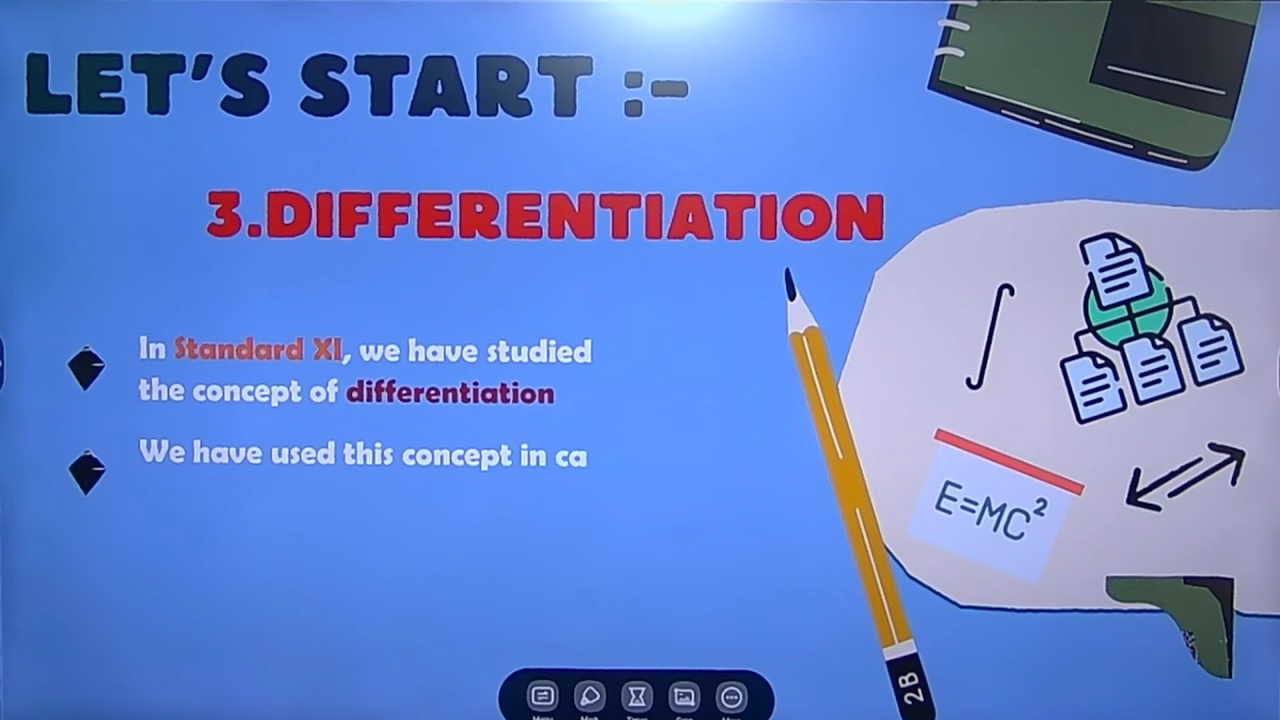 LET'S START :-
3.DIFFERENTIATION
In Standard XI, we have studied
the concept of differentiation
We have used this concept in ca
E=MC²
2B